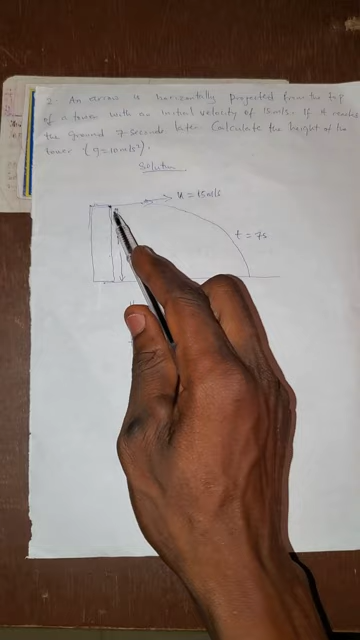 2. An arrow is horizontally projected from the top
of a tower with an initial velocity of 15m/s. If it reaches
the ground 7 seconds later. Calculate the height of the
tower (g = 10m/s²).
Solution
u = 15m/s
t = 7s